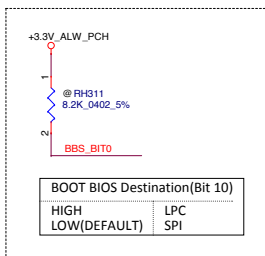 +3.3V_ALW_PCH
1
@ RH311
8.2K_0402_5%
2
BBS_BIT0
BOOT BIOS Destination(Bit 10)
HIGH LPC
LOW(DEFAULT) SPI